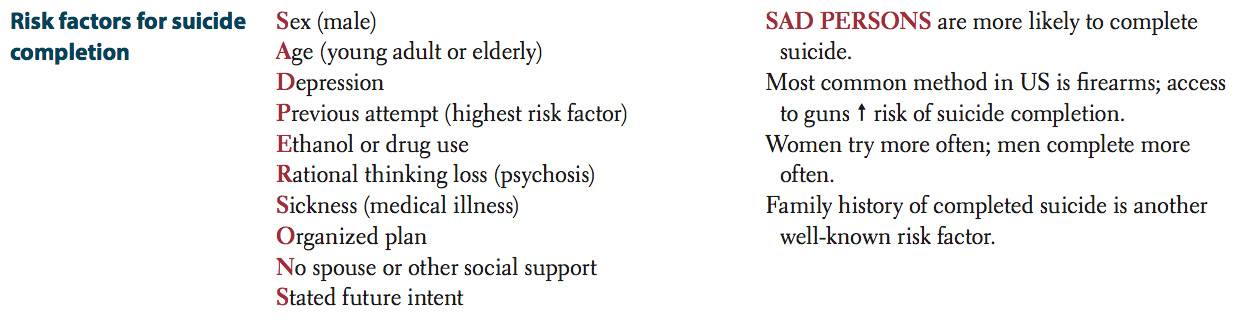 Risk factors for suicide
completion
Sex (male)
Age (young adult or elderly)
Depression
Previous attempt (highest risk factor)
Ethanol or drug use
Rational thinking loss (psychosis)
Sickness (medical illness)
Organized plan
No spouse or other social support
Stated future intent
SAD PERSONS are more likely to complete
suicide.
Most common method in US is firearms; access
to guns ↑ risk of suicide completion.
Women try more often; men complete more
often.
Family history of completed suicide is another
well-known risk factor.